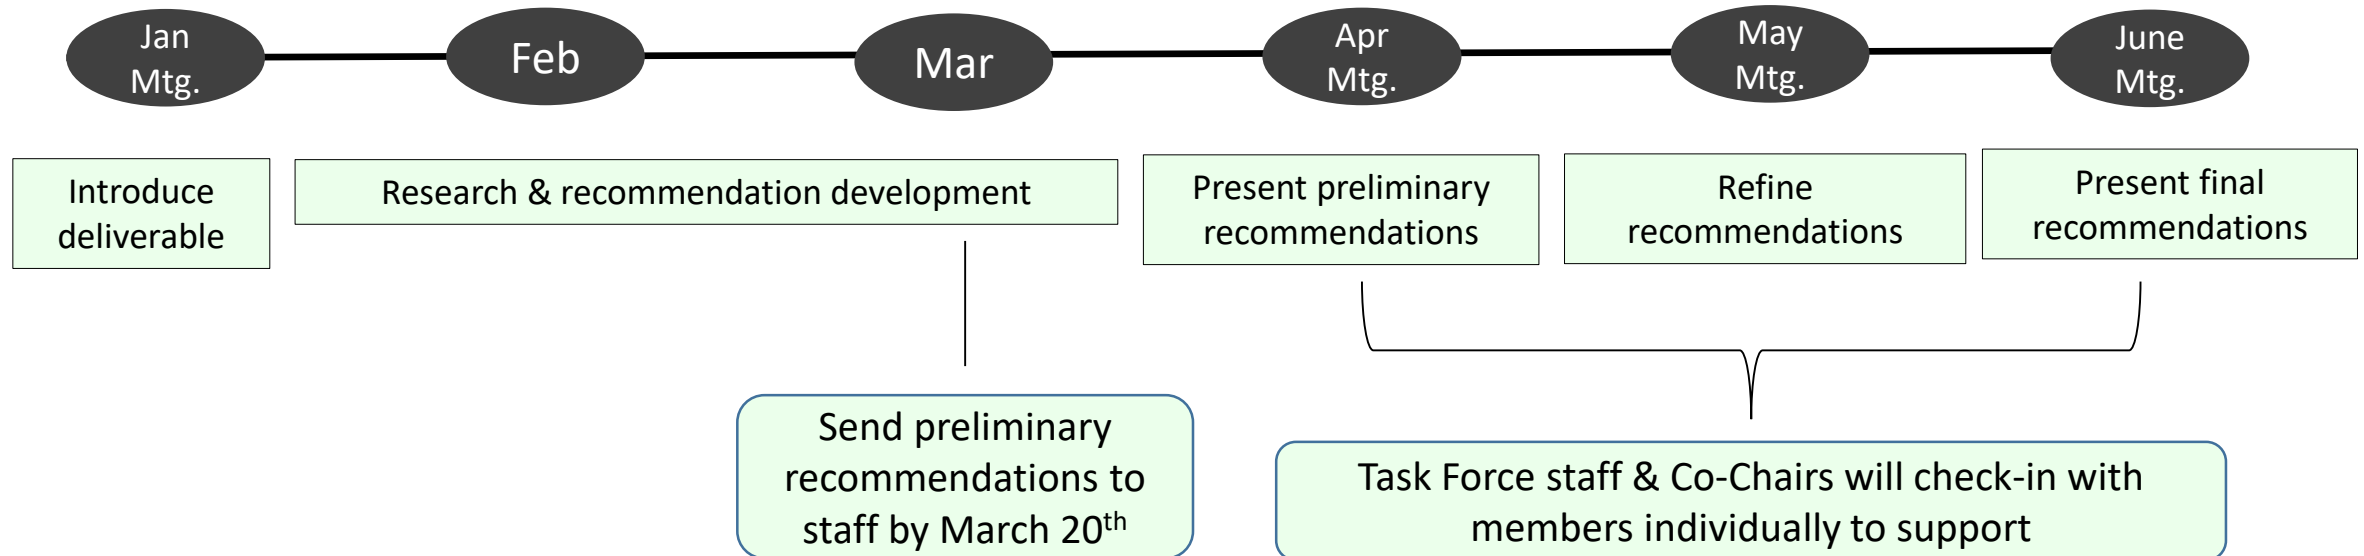 Jan
Mtg.
Feb
Mar
Apr
Mtg.
May
Mtg.
June
Mtg.
Introduce
deliverable
Research & recommendation development
Present preliminary
recommendations
Refine
recommendations
Present final
recommendations
Send preliminary
recommendations to
staff by March 20th
Task Force staff & Co-Chairs will check-in with
members individually to support